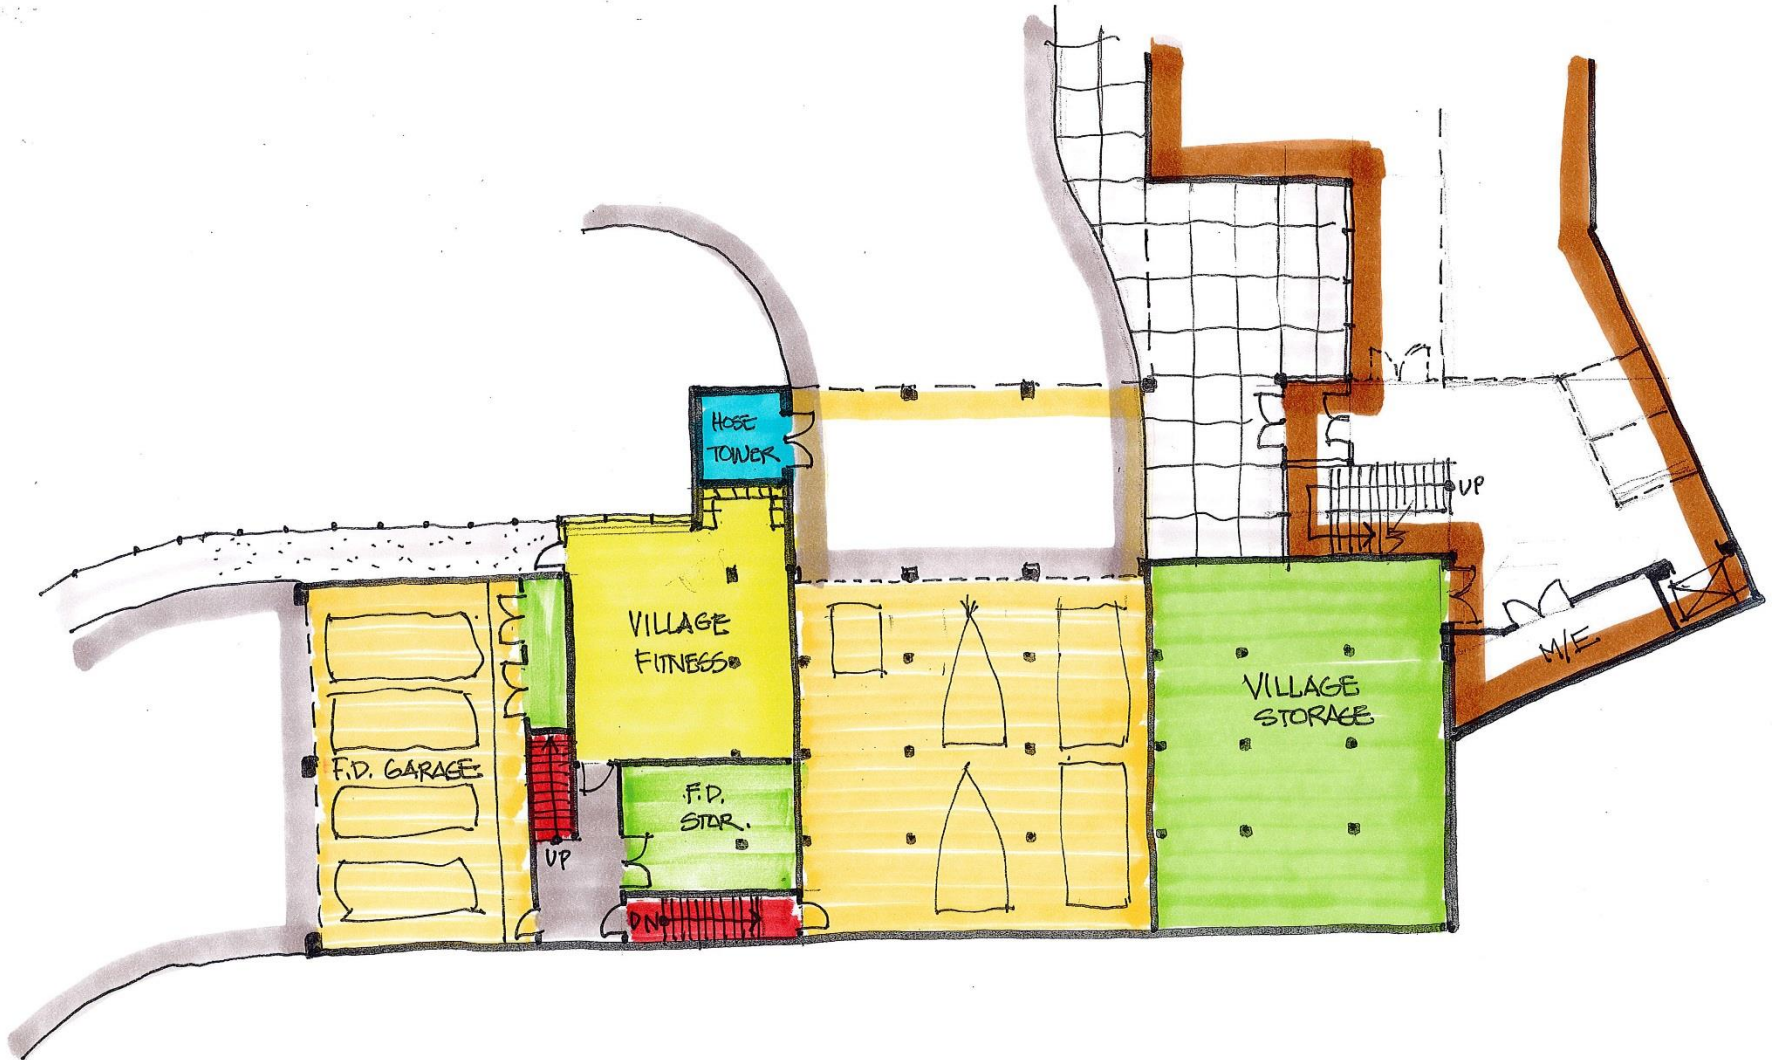 HOSE
TOWER
UP
VILLAGE
FITNESS
M/E
VILLAGE
STORAGE
F.D. GARAGE
F.D.
STOR.
UP
DN